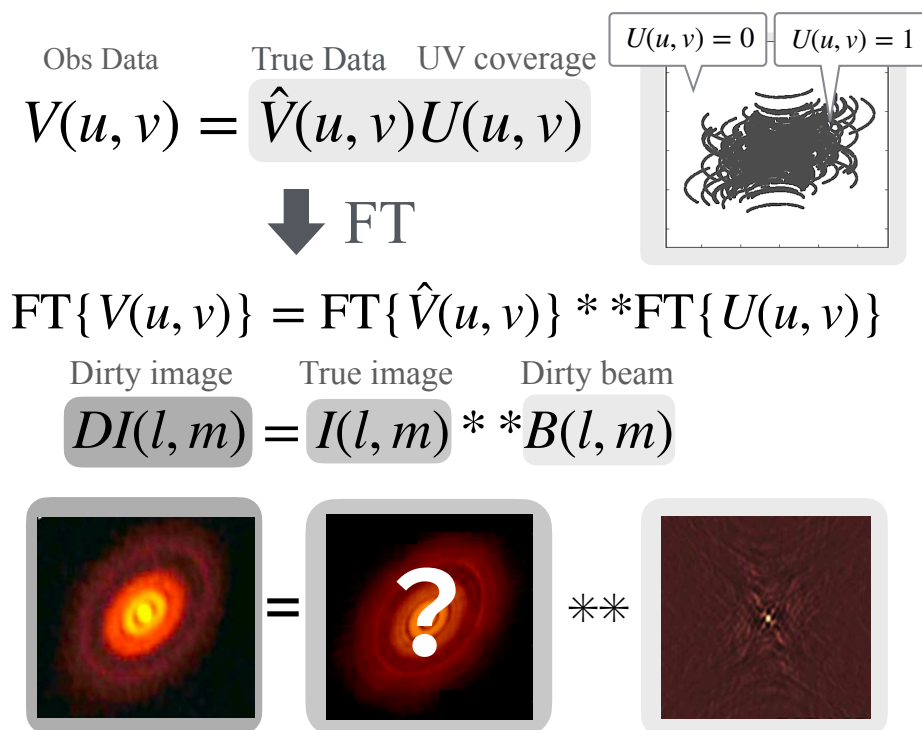 U(u, v) = 0 U(u, v) = 1
Obs Data True Data UV coverage
V(u, v) = V̂(u, v)U(u, v)
FT
FT{V(u, v)} = FT{V̂(u, v)} * *FT{U(u, v)}
Dirty image True image Dirty beam
DI(l, m) = I(l, m) * *B(l, m)
= ? **